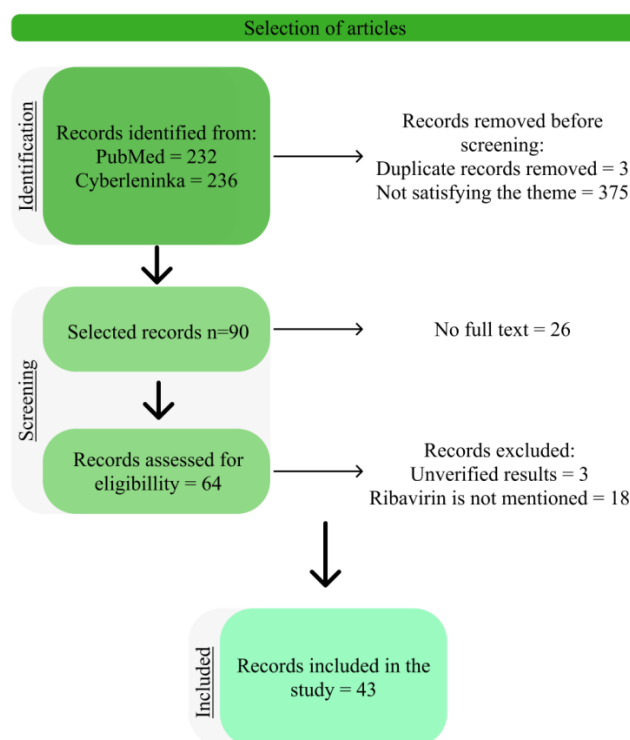 Selection of articles
Identification
Records identified from:
PubMed = 232
Cyberleninka = 236
Records removed before
screening:
Duplicate records removed = 3
Not satisfying the theme = 375
Screening
Selected records n=90
No full text = 26
Records assessed for
eligibillity = 64
Records excluded:
Unverified results = 3
Ribavirin is not mentioned = 18
Included
Records included in the
study = 43